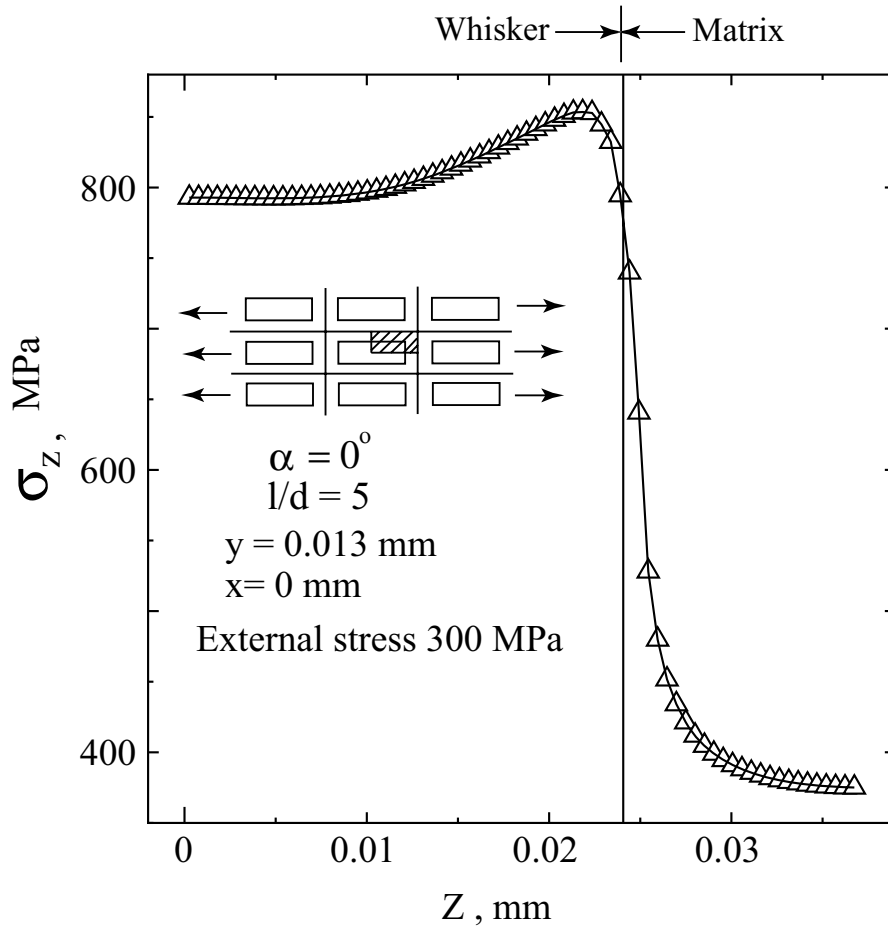 Whisker Matrix
800
600
400
σz, MPa
α = 0°
l/d = 5
y = 0.013 mm
x= 0 mm
External stress 300 MPa
0 0.01 0.02 0.03
Z , mm